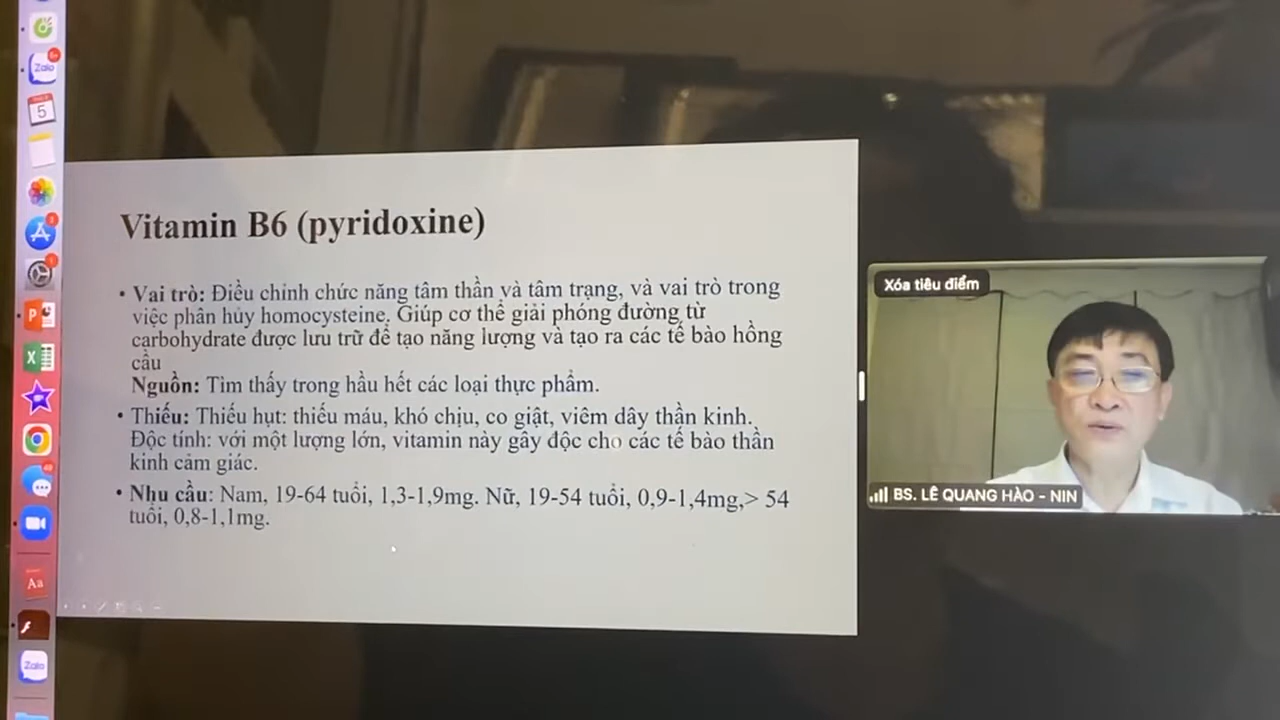 Zalo
5
Vitamin B6 (pyridoxine)
• Vai trò: Điều chỉnh chức năng tâm thần và tâm trạng, và vai trò trong
việc phân hủy homocysteine. Giúp cơ thể giải phóng đường từ
carbohydrate được lưu trữ để tạo năng lượng và tạo ra các tế bào hồng
cầu
Nguồn: Tìm thấy trong hầu hết các loại thực phẩm.
• Thiếu: Thiếu hụt: thiếu máu, khó chịu, co giật, viêm dây thần kinh.
Độc tính: với một lượng lớn, vitamin này gây độc cho các tế bào thần
kinh cảm giác.
• Nhu cầu: Nam, 19-64 tuổi, 1,3-1,9mg. Nữ, 19-54 tuổi, 0,9-1,4mg,> 54
tuổi, 0,8-1,1mg.
Xóa tiêu điểm
BS. LÊ QUANG HÀO - NIN
P
X
Aa
Zalo